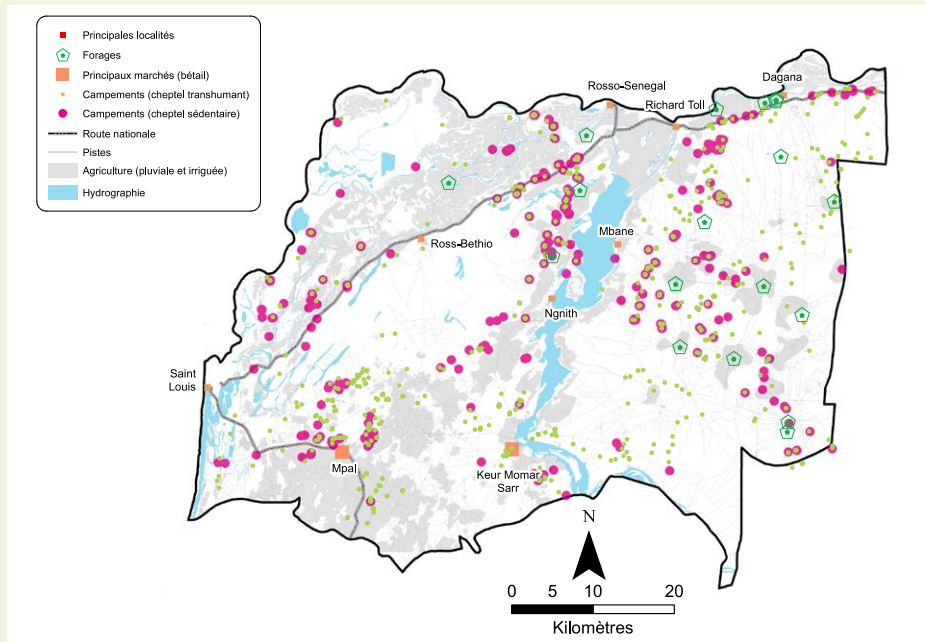 Principales localités
Forages
Principaux marchés (bétail)
Campements (cheptel transhumant)
Campements (cheptel sédentaire)
Route nationale
Pistes
Agriculture (pluviale et irriguée)
Hydrographie
Dagana
Rosso-Senegal
Richard Toll
Mbane
Ross-Bethio
Ngnith
Saint
Louis
Mpal
Keur Momar
Sarr
N
0 5 10 20
Kilomètres